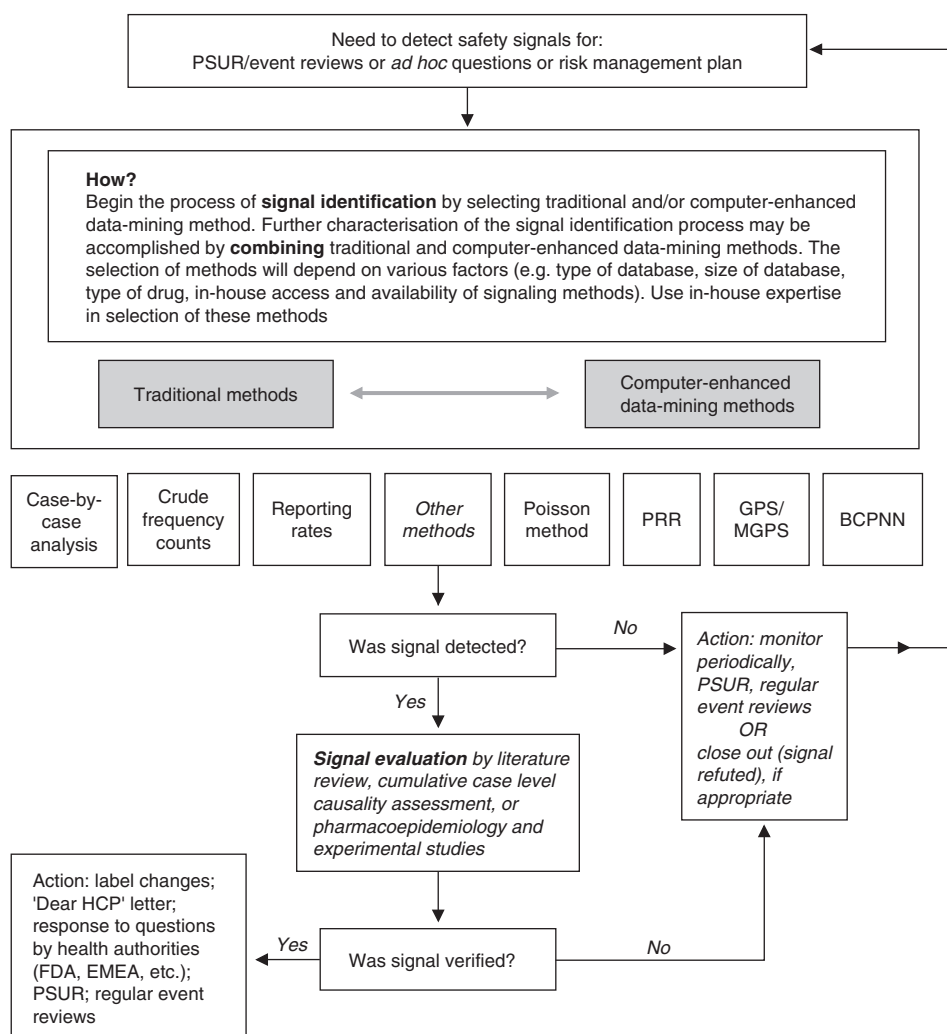 Need to detect safety signals for:
PSUR/event reviews or ad hoc questions or risk management plan
How?
Begin the process of signal identification by selecting traditional and/or computer-enhanced
data-mining method. Further characterisation of the signal identification process may be
accomplished by combining traditional and computer-enhanced data-mining methods. The
selection of methods will depend on various factors (e.g. type of database, size of database,
type of drug, in-house access and availability of signaling methods). Use in-house expertise
in selection of these methods
Traditional methods
Computer-enhanced
data-mining methods
Case-by-
case
analysis
Crude
frequency
counts
Reporting
rates
Other
methods
Poisson
method
PRR
GPS/
MGPS
BCPNN
Was signal detected?
No
Yes
Action: monitor
periodically,
PSUR, regular
event reviews
OR
close out (signal
refuted), if
appropriate
Signal evaluation by literature
review, cumulative case level
causality assessment, or
pharmacoepidemiology and
experimental studies
Was signal verified?
Yes
No
Action: label changes;
'Dear HCP' letter;
response to questions
by health authorities
(FDA, EMEA, etc.);
PSUR; regular event
reviews